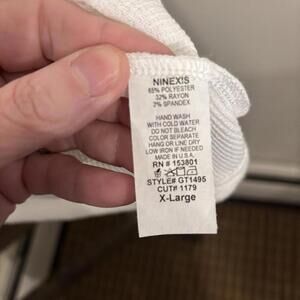 NINEXIS
65% POLYESTER
32% RAYON
3% SPANDEX
HAND WASH
WITH COLD WATER
DO NOT BLEACH
COLOR SEPARATE
HANG OR LINE DRY
LOW IRON IF NEEDED
MADE IN U.S.A.
RN # 153801
STYLE# GT1495
CUT# 1179
X-Large